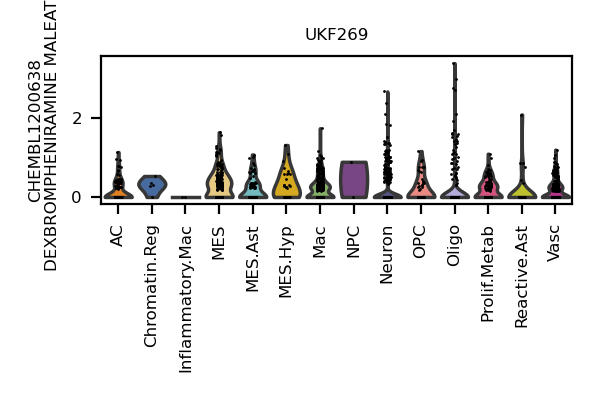 UKF269
CHEMBL1200638
DEXBROMPHENIRAMINE MALEAT
2
0
AC
Chromatin.Reg
Inflammatory.Mac
MES
MES.Ast
MES.Hyp
Mac
NPC
Neuron
OPC
Oligo
Prolif.Metab
Reactive.Ast
Vasc